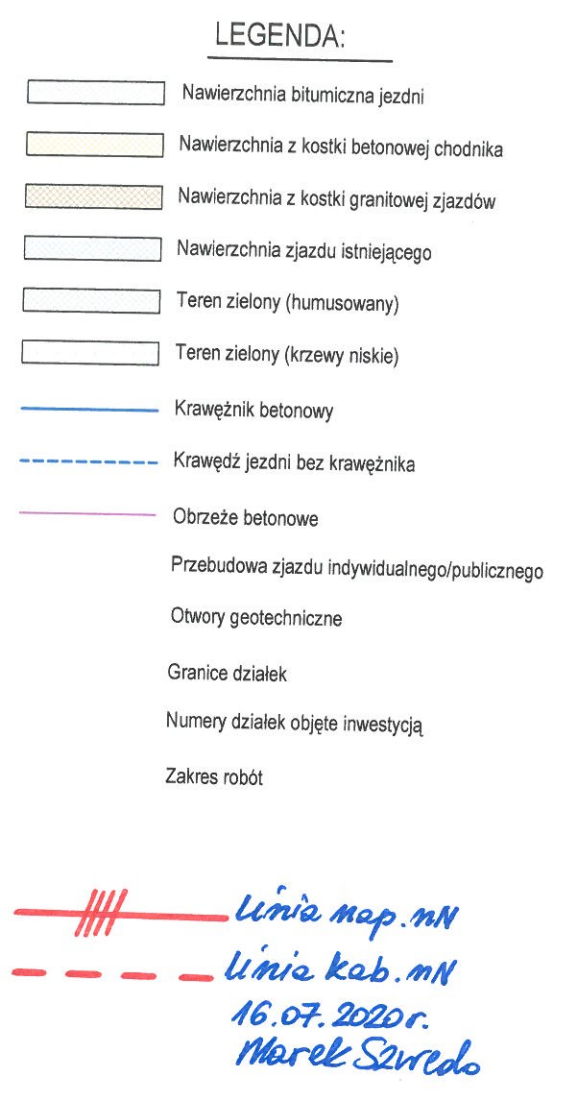 LEGENDA:
Nawierzchnia bitumiczna jezdni
Nawierzchnia z kostki betonowej chodnika
Nawierzchnia z kostki granitowej zjazdów
Nawierzchnia zjazdu istniejącego
Teren zielony (humusowany)
Teren zielony (krzewy niskie)
Krawężnik betonowy
Krawędź jezdni bez krawężnika
Obrzeże betonowe
Przebudowa zjazdu indywidualnego/publicznego
Otwory geotechniczne
Granice działek
Numery działek objęte inwestycją
Zakres robót
linia nap. nN
linia kab. nN
16.07.2020r.
Marek Szwedo